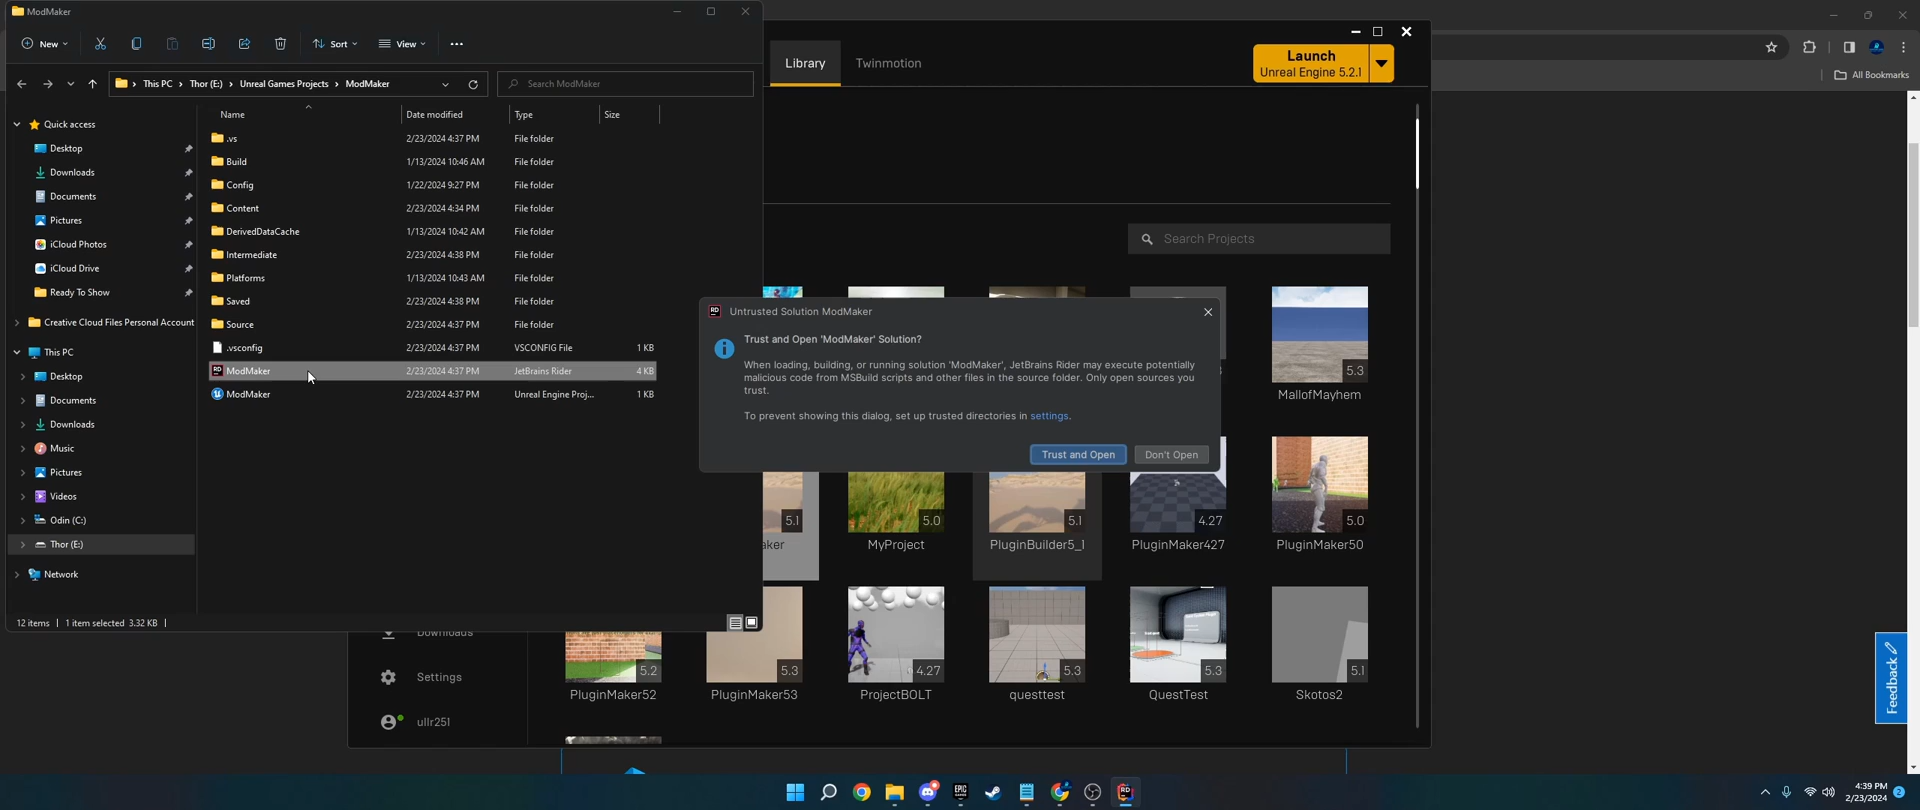 ModMaker
New
Sort
View
This PC > Thor (E:) > Unreal Games Projects > ModMaker
Search ModMaker
Name Date modified Type Size
Quick access
Desktop
Downloads
Documents
Pictures
iCloud Photos
iCloud Drive
Ready To Show
Creative Cloud Files Personal Account
This PC
Desktop
Documents
Downloads
Music
Pictures
Videos
Odin (C:)
Thor (E:)
Network
.vs 2/23/2024 4:37 PM File folder
Build 1/13/2024 10:46 AM File folder
Config 1/22/2024 9:27 PM File folder
Content 2/23/2024 4:34 PM File folder
DerivedDataCache 1/13/2024 10:42 AM File folder
Intermediate 2/23/2024 4:38 PM File folder
Platforms 1/13/2024 10:43 AM File folder
Saved 2/23/2024 4:38 PM File folder
Source 2/23/2024 4:37 PM File folder
.vsconfig 2/23/2024 4:37 PM VSCONFIG File 1 KB
ModMaker 2/23/2024 4:37 PM JetBrains Rider 4 KB
ModMaker 2/23/2024 4:37 PM Unreal Engine Proj... 1 KB
12 items 1 item selected 3.32 KB
Library
Twinmotion
Launch
Unreal Engine 5.2.1
All Bookmarks
Search Projects
RD Untrusted Solution ModMaker
Trust and Open 'ModMaker' Solution?
When loading, building, or running solution 'ModMaker', JetBrains Rider may execute potentially
malicious code from MSBuild scripts and other files in the source folder. Only open sources you
trust.
To prevent showing this dialog, set up trusted directories in settings.
Trust and Open
Don't Open
5.3
MallofMayhem
5.1
aker
5.0
MyProject
5.1
PluginBuilder5_1
4.27
PluginMaker427
5.0
PluginMaker50
5.2
PluginMaker52
5.3
PluginMaker53
4.27
ProjectBOLT
5.3
questtest
5.3
QuestTest
5.1
Skotos2
Downloads
Settings
ullr251
Feedback
EPIC GAMES
RD
4:39 PM
2/23/2024
2